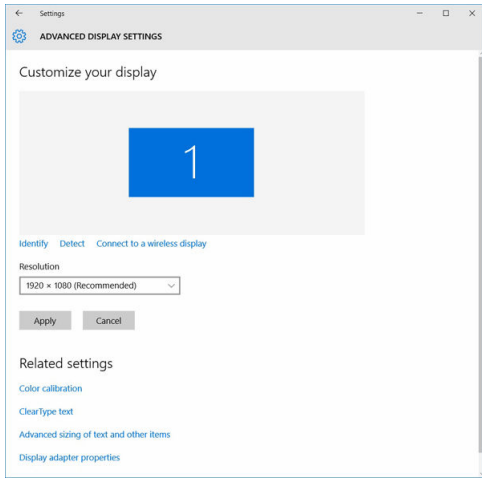 Settings
ADVANCED DISPLAY SETTINGS
Customize your display
1
Identify Detect Connect to a wireless display
Resolution
1920 × 1080 (Recommended)
Apply Cancel
Related settings
Color calibration
ClearType text
Advanced sizing of text and other items
Display adapter properties